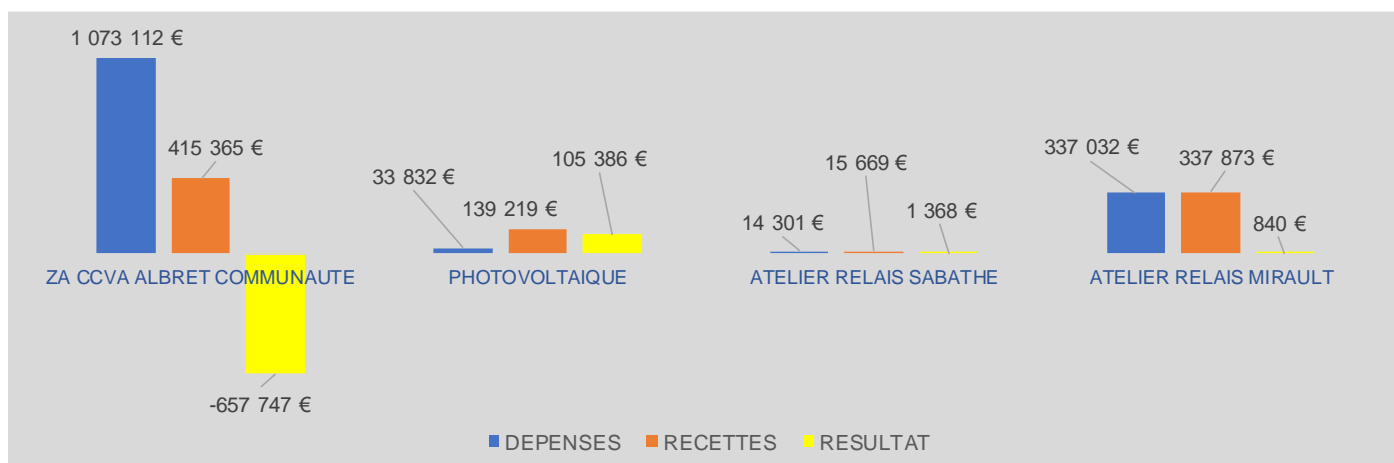 1 073 112 €
415 365 €
-657 747 €
ZA CCVA ALBRET COMMUNAUTE
33 832 €
139 219 €
105 386 €
PHOTOVOLTAIQUE
14 301 €
15 669 €
1 368 €
ATELIER RELAIS SABATHE
337 032 €
337 873 €
840 €
ATELIER RELAIS MIRAULT
DEPENSES RECETTES RESULTAT